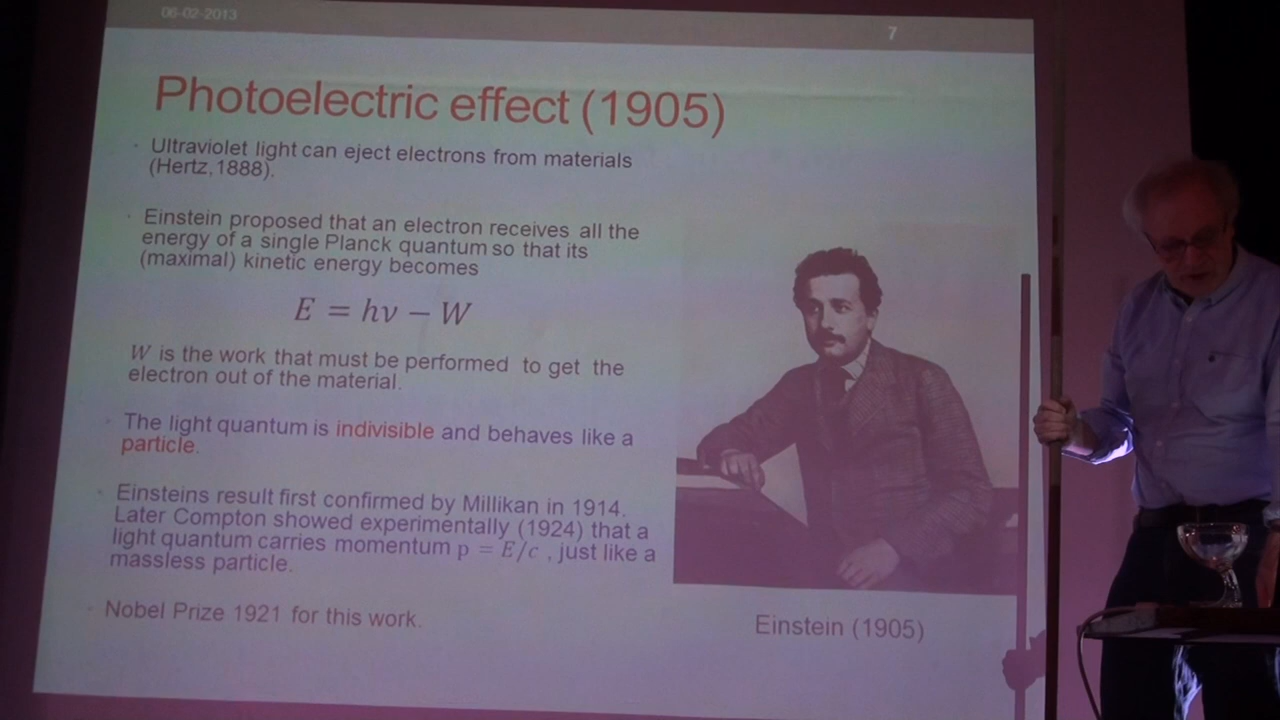 06-02-2013
7
Photoelectric effect (1905)
Ultraviolet light can eject electrons from materials
(Hertz,1888).
Einstein proposed that an electron receives all the
energy of a single Planck quantum so that its
(maximal) kinetic energy becomes
E = hν − W
W is the work that must be performed to get the
electron out of the material.
The light quantum is indivisible and behaves like a
particle.
Einsteins result first confirmed by Millikan in 1914.
Later Compton showed experimentally (1924) that a
light quantum carries momentum p = E/c , just like a
massless particle.
Nobel Prize 1921 for this work.
Einstein (1905)